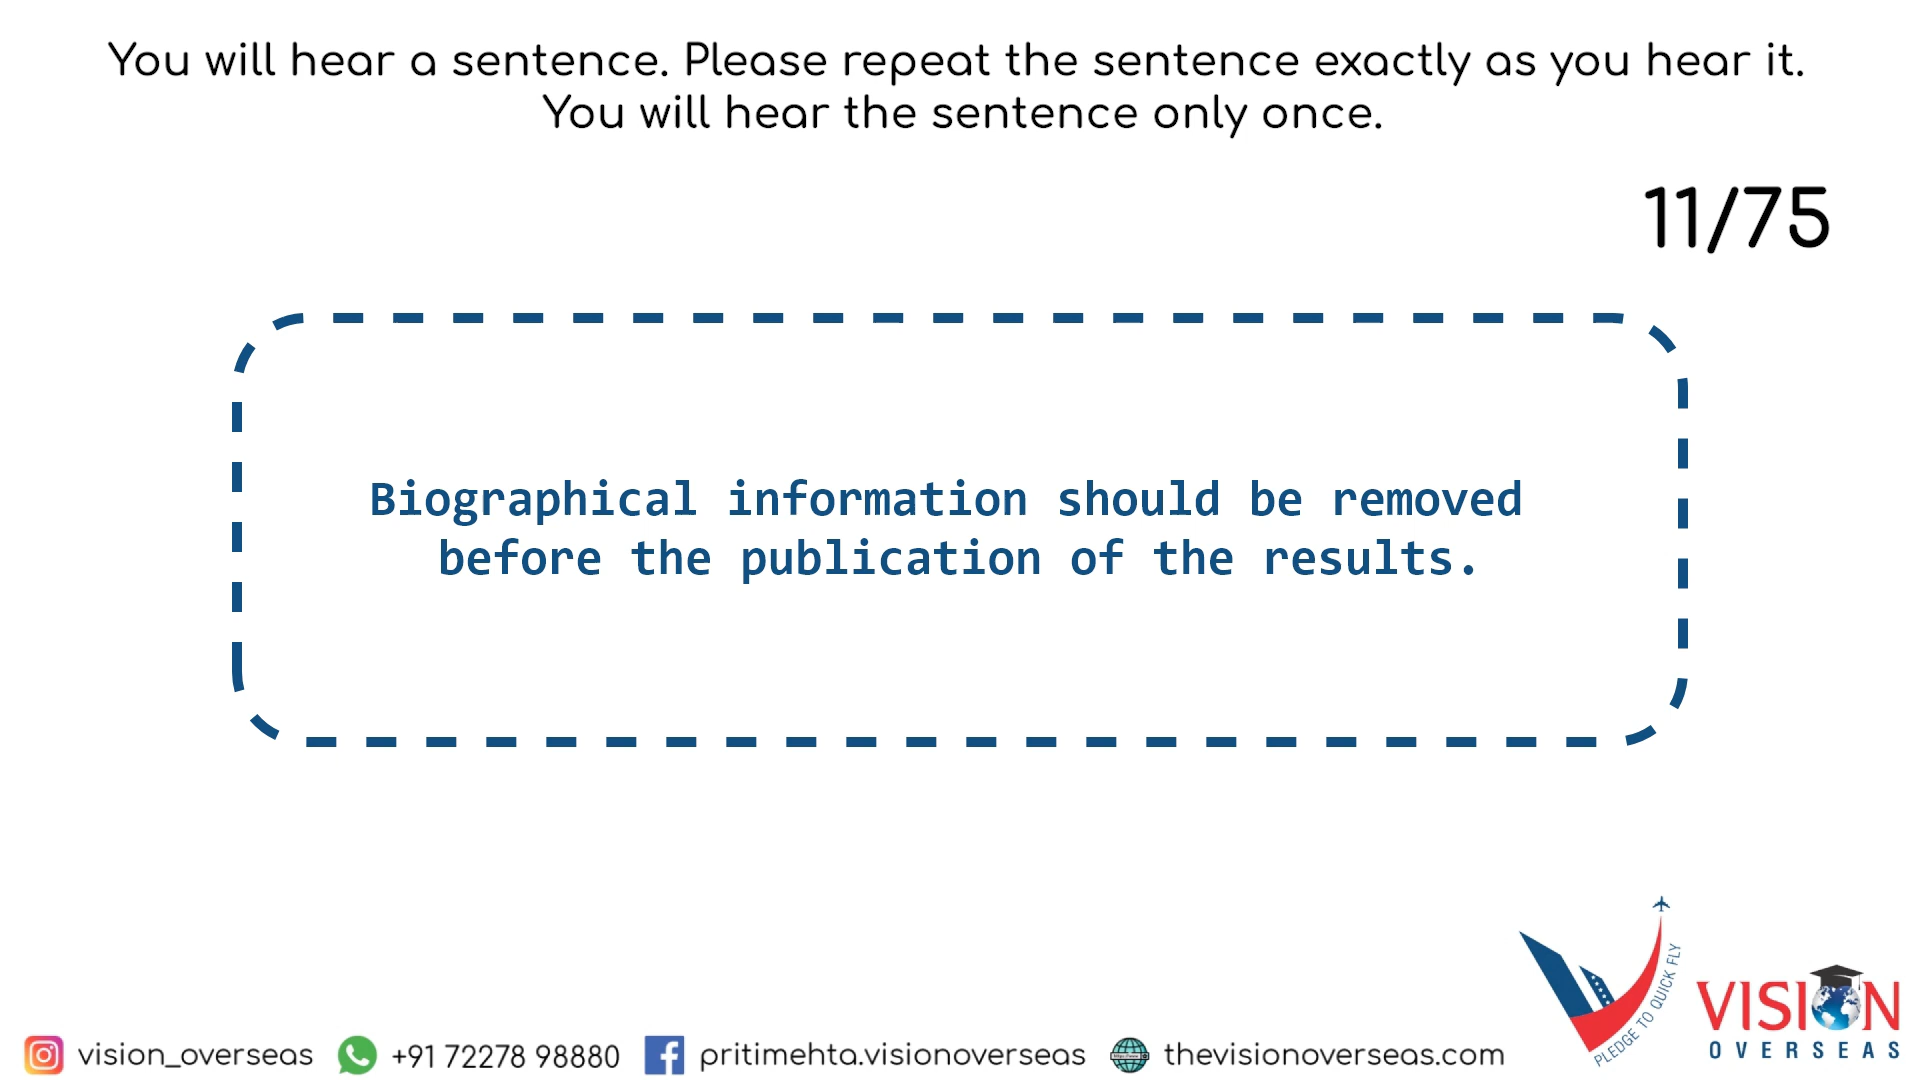 You will hear a sentence. Please repeat the sentence exactly as you hear it.
You will hear the sentence only once.
11/75
Biographical information should be removed
before the publication of the results.
PLEDGE TO QUICK FLY
VISION
OVERSEAS
vision_overseas
+91 72278 98880
pritimehta.visionoverseas
thevisionoverseas.com